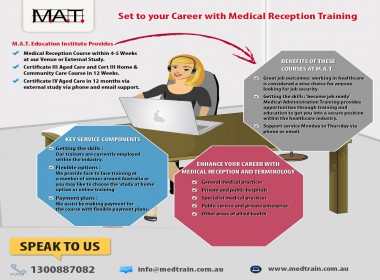 M.A.T.
Set to your Career with Medical Reception Training
M.A.T. Education Institute Provides
Medical Reception Course within 4-5 Weeks
at our Venue or External Study.
Certificate III Aged Care and Cert III Home &
Community Care Course in 12 Weeks.
Certificate IV Aged Care in 12 months via
external study via phone and email support.
BENEFITS OF THESE
COURSES AT M.A.T.
Great job outcomes: working in healthcare
is considered a wise choice for anyone
looking for job security.
Getting the skills: 'become job ready'
Medical Administration Training provides
opportunities through training and
education to get you into a secure position
within the healthcare industry.
Support service Monday to Thursday via
phone or email.
KEY SERVICE COMPONENTS
Getting the skills :
Our trainers are currently employed
within the industry.
Flexible options :
We provide face to face training at
a number of venues around Australia or
you may like to choose the 'study at home'
option or online training
Payment plans :
We assist by making payment for
the course with flexible payment plans.
ENHANCE YOUR CAREER WITH
MEDICAL RECEPTION AND TERMINOLOGY
General medical practices
Private and public hospitals
Specialist medical practices
Public service and private enterprise
Other areas of allied health
SPEAK TO US
1300887082
info@medtrain.com.au
www.medtrain.com.au